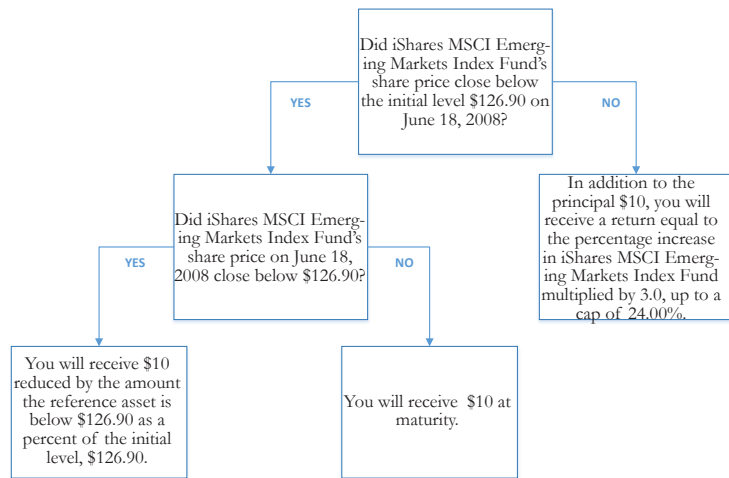 Did iShares MSCI Emerg-
ing Markets Index Fund's
share price close below
the initial level $126.90 on
June 18, 2008?
YES
NO
Did iShares MSCI Emerg-
ing Markets Index Fund's
share price on June 18,
2008 close below $126.90?
In addition to the
principal $10, you will
receive a return equal to
the percentage increase
in iShares MSCI Emerg-
ing Markets Index Fund
multiplied by 3.0, up to a
cap of 24.00%.
YES
NO
You will receive $10
reduced by the amount
the reference asset is
below $126.90 as a
percent of the initial
level, $126.90.
You will receive $10 at
maturity.